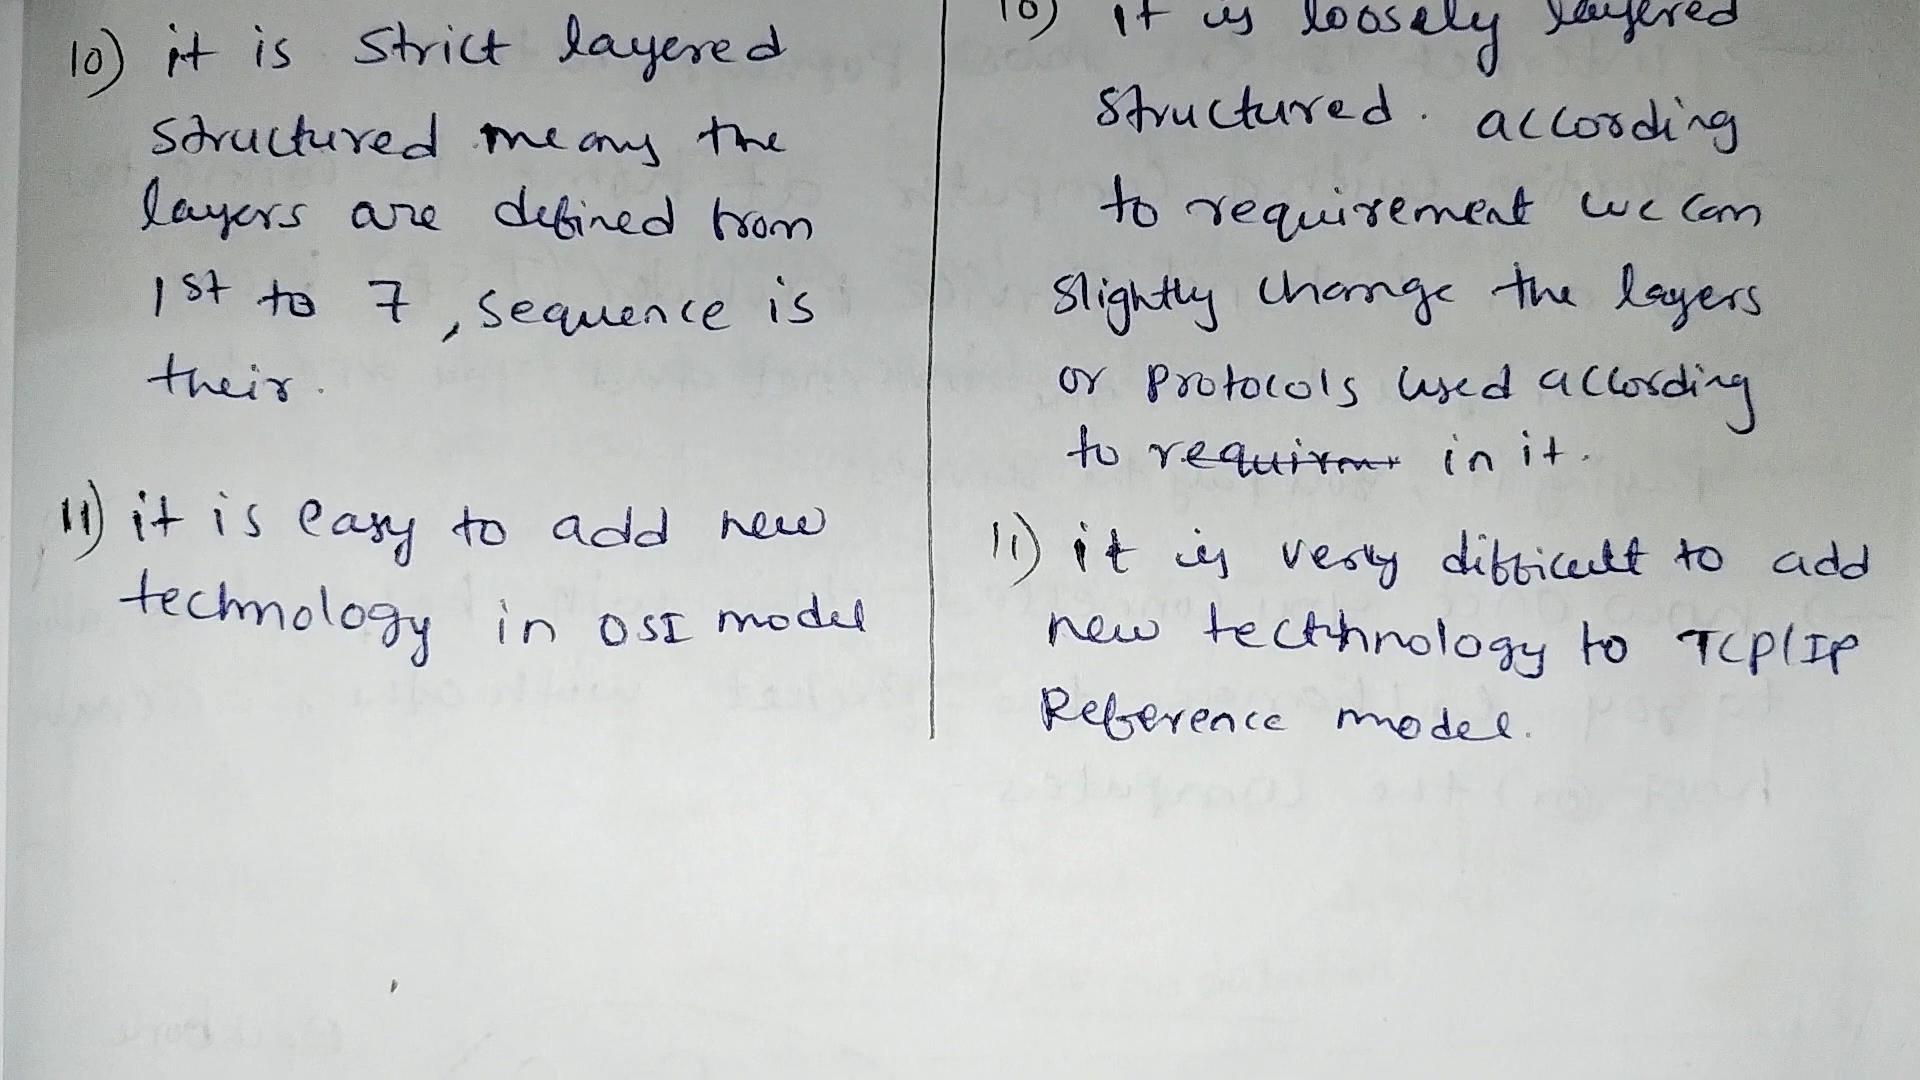 10) it is strict layered
structured means the
layers are defined from
1st to 7, sequence is
their.
11) it is easy to add new
technology in OSI model
10) it is loosely layered
structured. according
to requirement we can
slightly change the layers
or protocols used according
to requirmr in it.
11) it is very difficult to add
new techhnology to TCP/IP
Reference model.